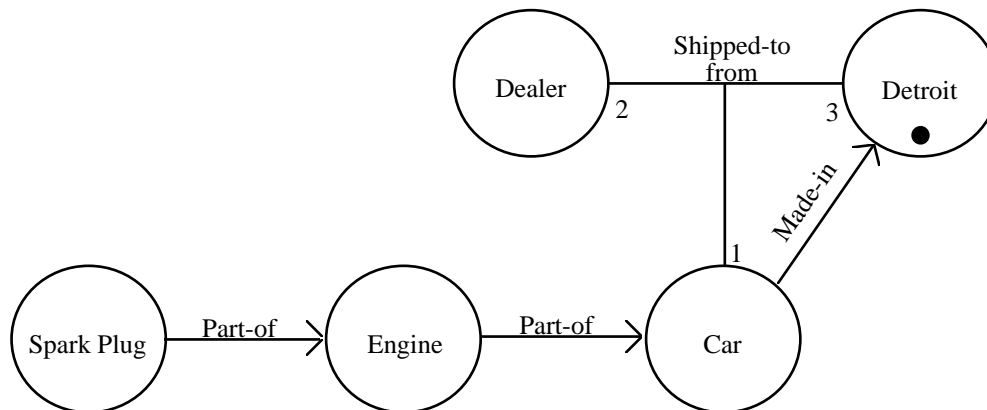 Shipped-to
from
Dealer
Detroit
2
3
Made-in
1
Spark Plug
Part-of
Engine
Part-of
Car